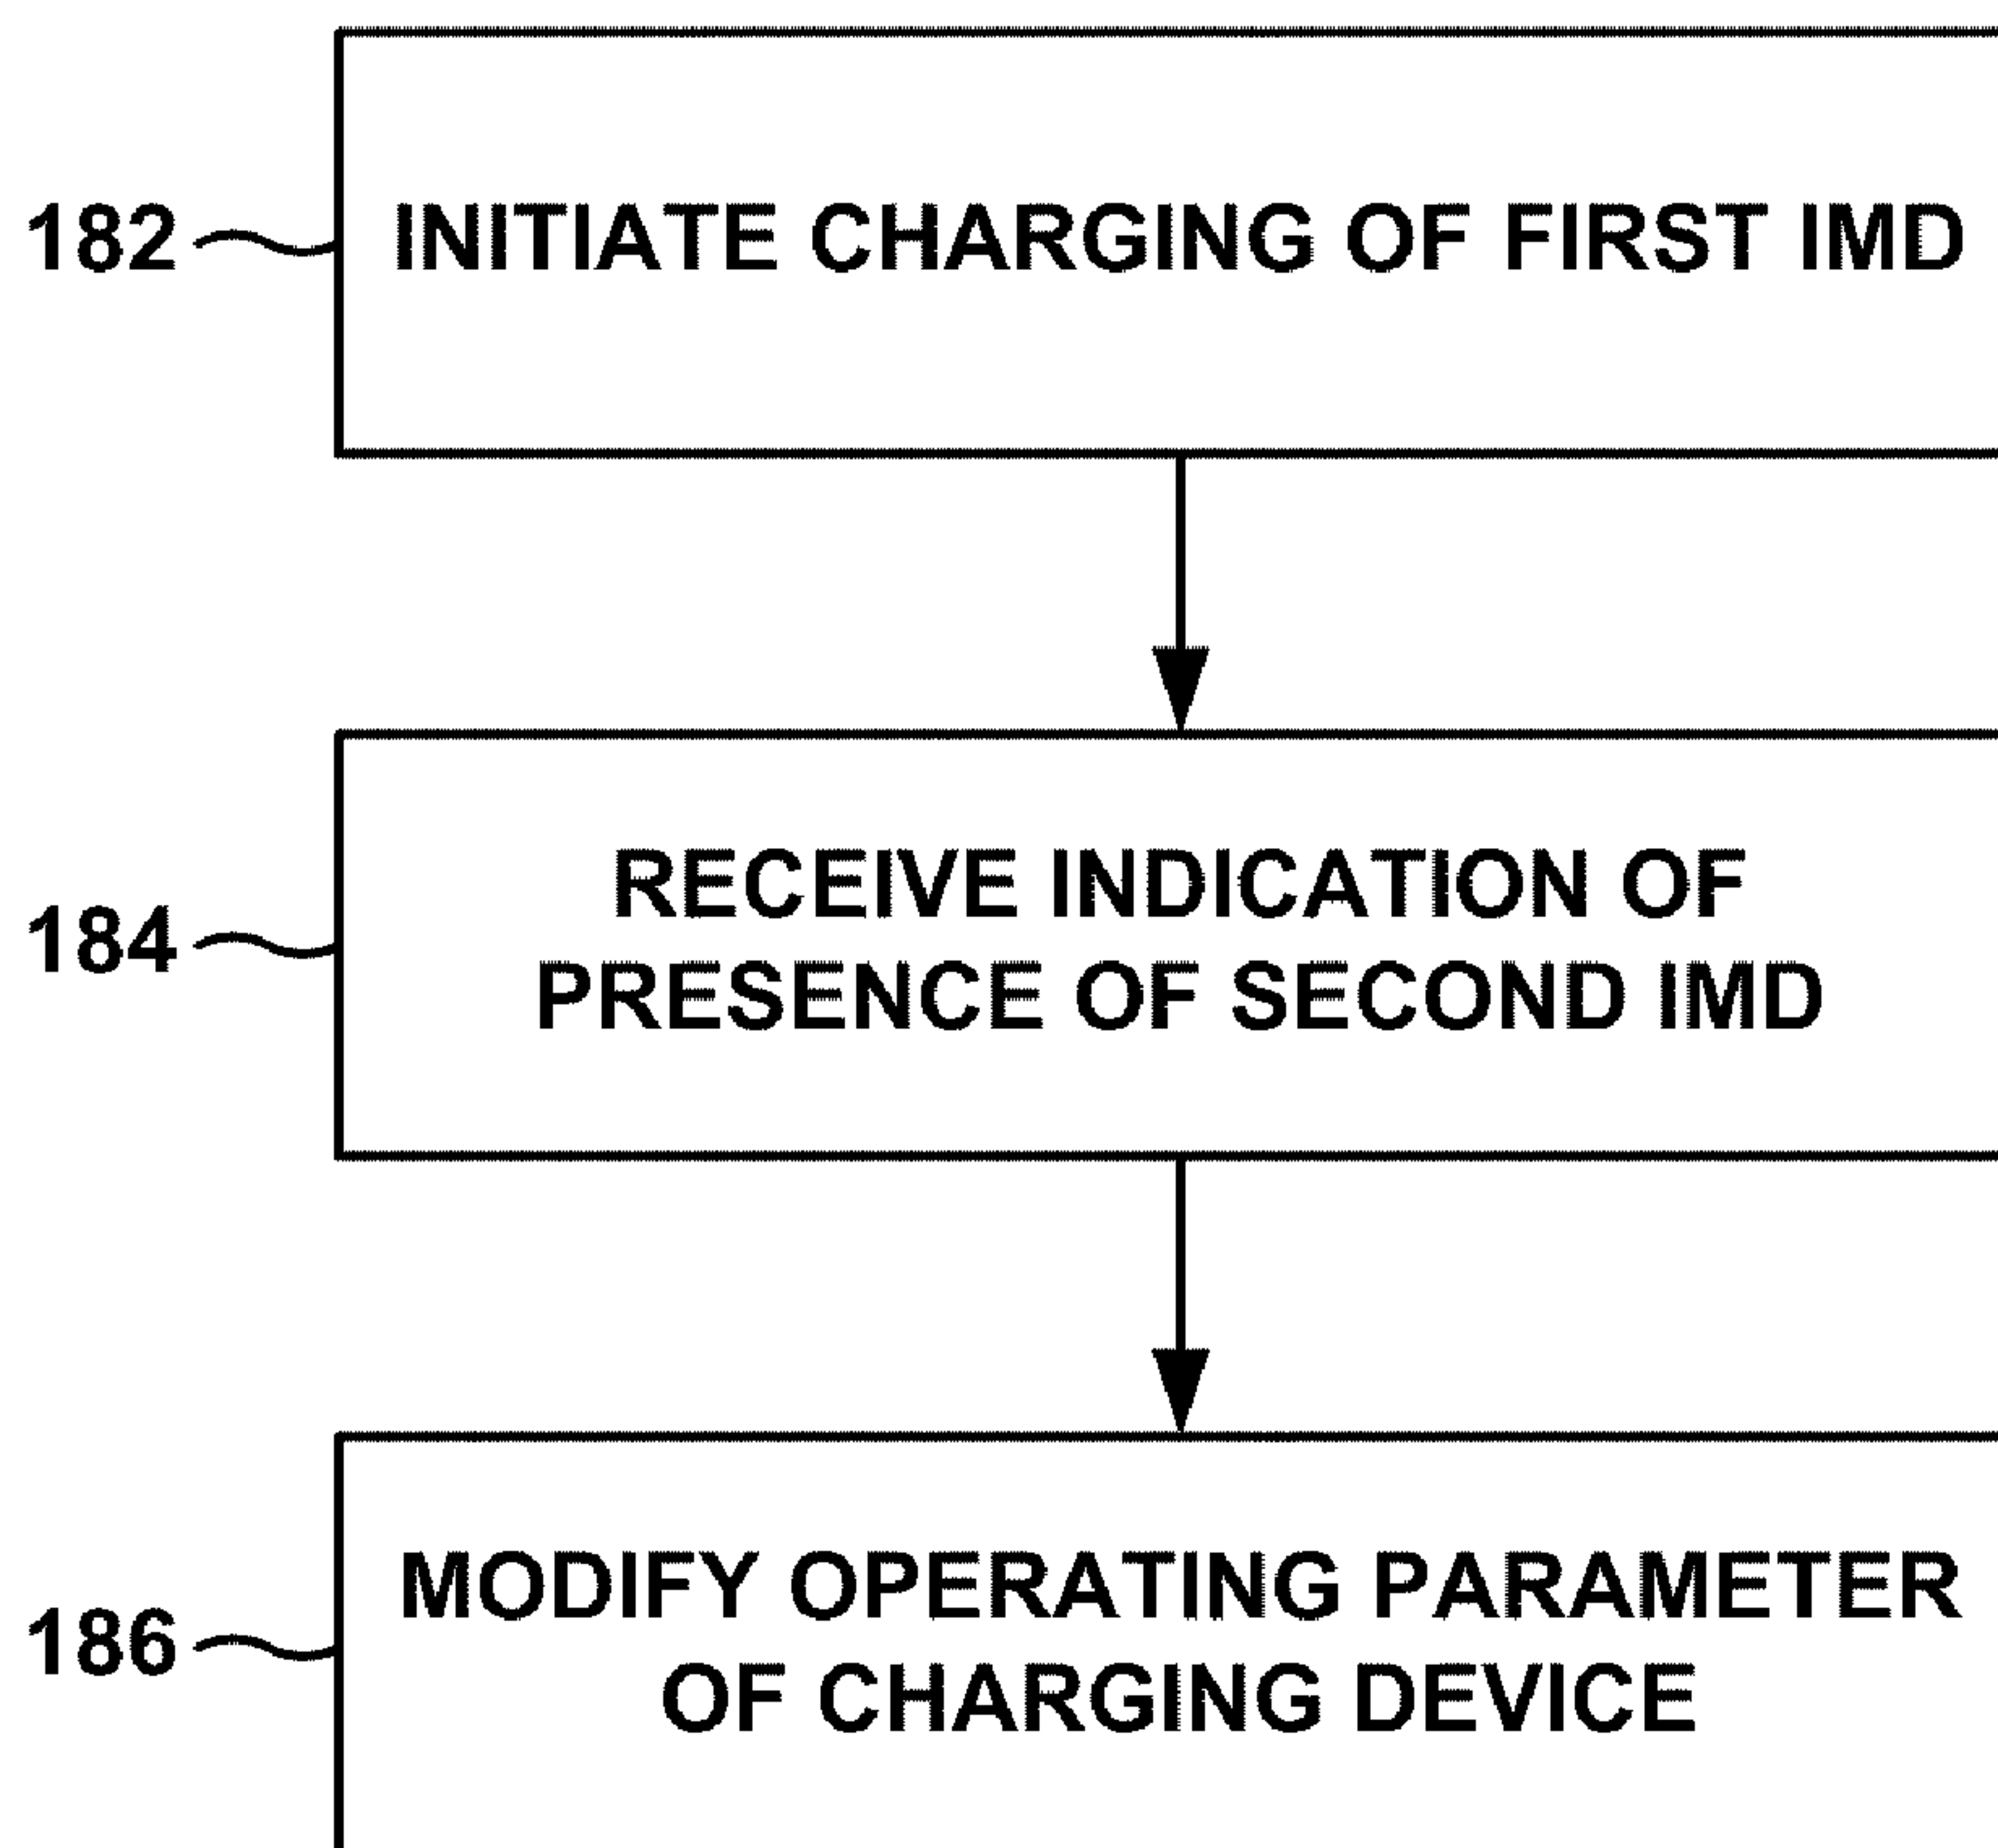 182
INITIATE CHARGING OF FIRST IMD
184
RECEIVE INDICATION OF
PRESENCE OF SECOND IMD
186
MODIFY OPERATING PARAMETER
OF CHARGING DEVICE